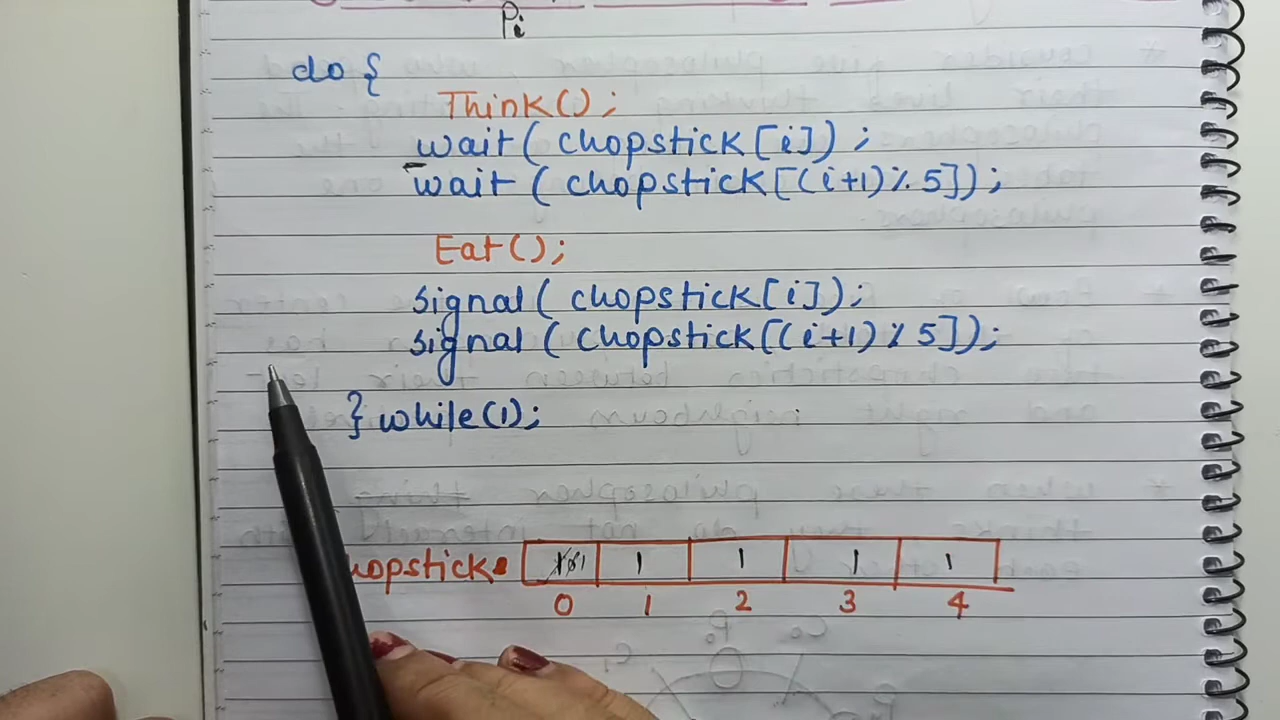 Pi
do {
Think();
wait( chopstick[i]) ;
wait ( chopstick[(i+1)%5]);
Eat();
signal( chopstick[i]);
signal ( chopstick[(i+1)%5]);
} while(1);
1 1 1 1
0 1 2 3 4